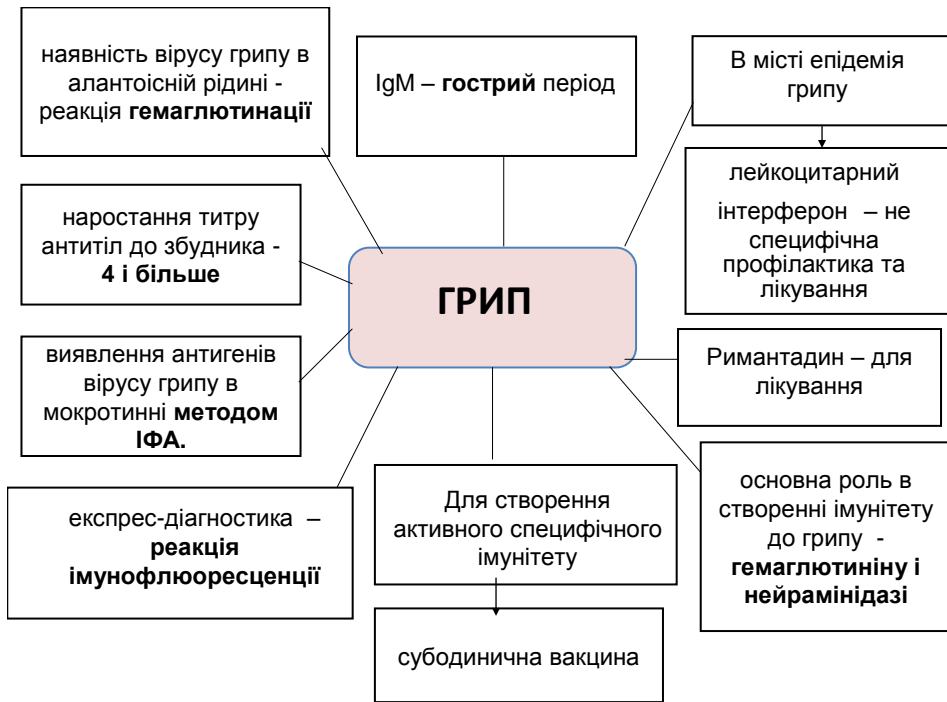 наявність вірусу грипу в
алантоісній рідині -
реакція гемаглютинації
IgM – гострий період
В місті епідемія
грипу
лейкоцитарний
інтерферон – не
специфічна
профілактика та
лікування
наростання титру
антитіл до збудника -
4 і більше
ГРИП
виявлення антигенів
вірусу грипу в
мокротинні методом
ІФА.
Римантадин – для
лікування
експрес-діагностика –
реакція
імунофлюоресценції
Для створення
активного специфічного
імунітету
субодинична вакцина
основна роль в
створенні імунітету
до грипу -
гемаглютиніну і
нейрамінідазі